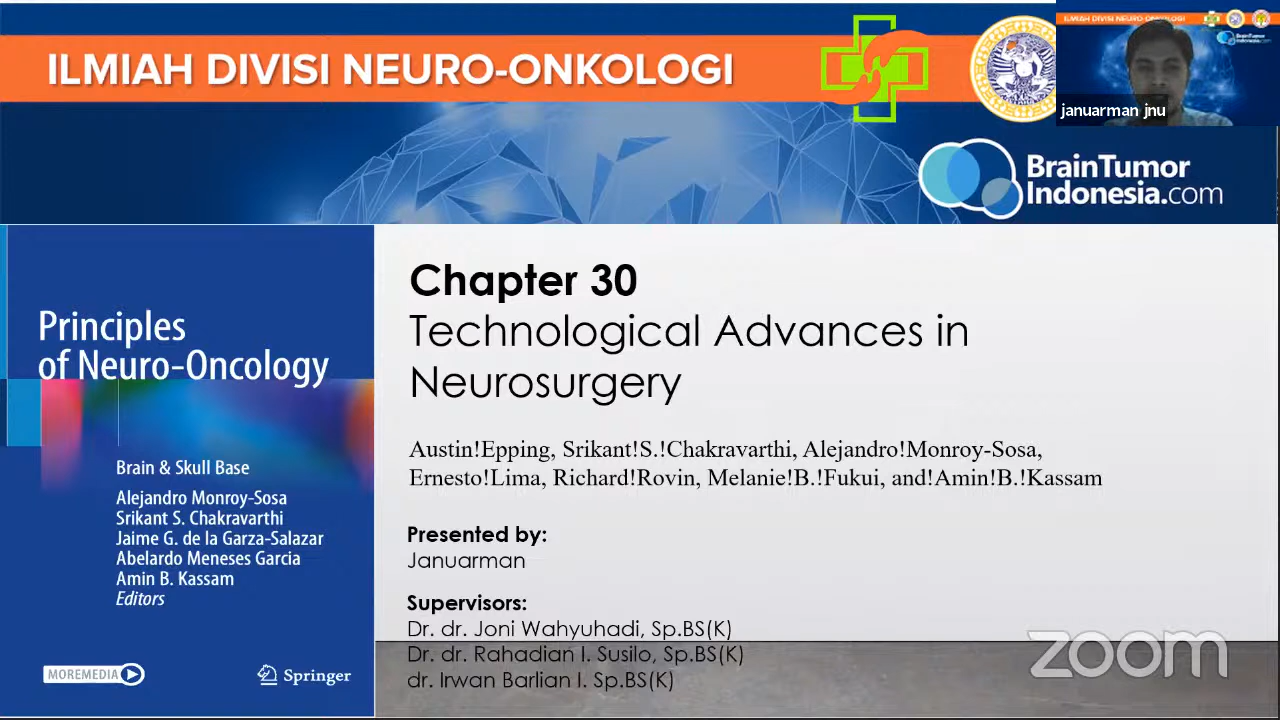 ILMIAH DIVISI NEURO-ONKOLOGI
januarman jnu
BrainTumor
Indonesia.com
Principles
of Neuro-Oncology
Brain & Skull Base
Alejandro Monroy-Sosa
Srikant S. Chakravarthi
Jaime G. de la Garza-Salazar
Abelardo Meneses Garcia
Amin B. Kassam
Editors
MOREMEDIA
Springer
Chapter 30
Technological Advances in
Neurosurgery
Austin!Epping, Srikant!S.!Chakravarthi, Alejandro!Monroy-Sosa,
Ernesto!Lima, Richard!Rovin, Melanie!B.!Fukui, and!Amin!B.!Kassam
Presented by:
Januarman
Supervisors:
Dr. dr. Joni Wahyuhadi, Sp.BS(K)
Dr. dr. Rahadian I. Susilo, Sp.BS(K)
dr. Irwan Barlian I. Sp.BS(K)
zoom